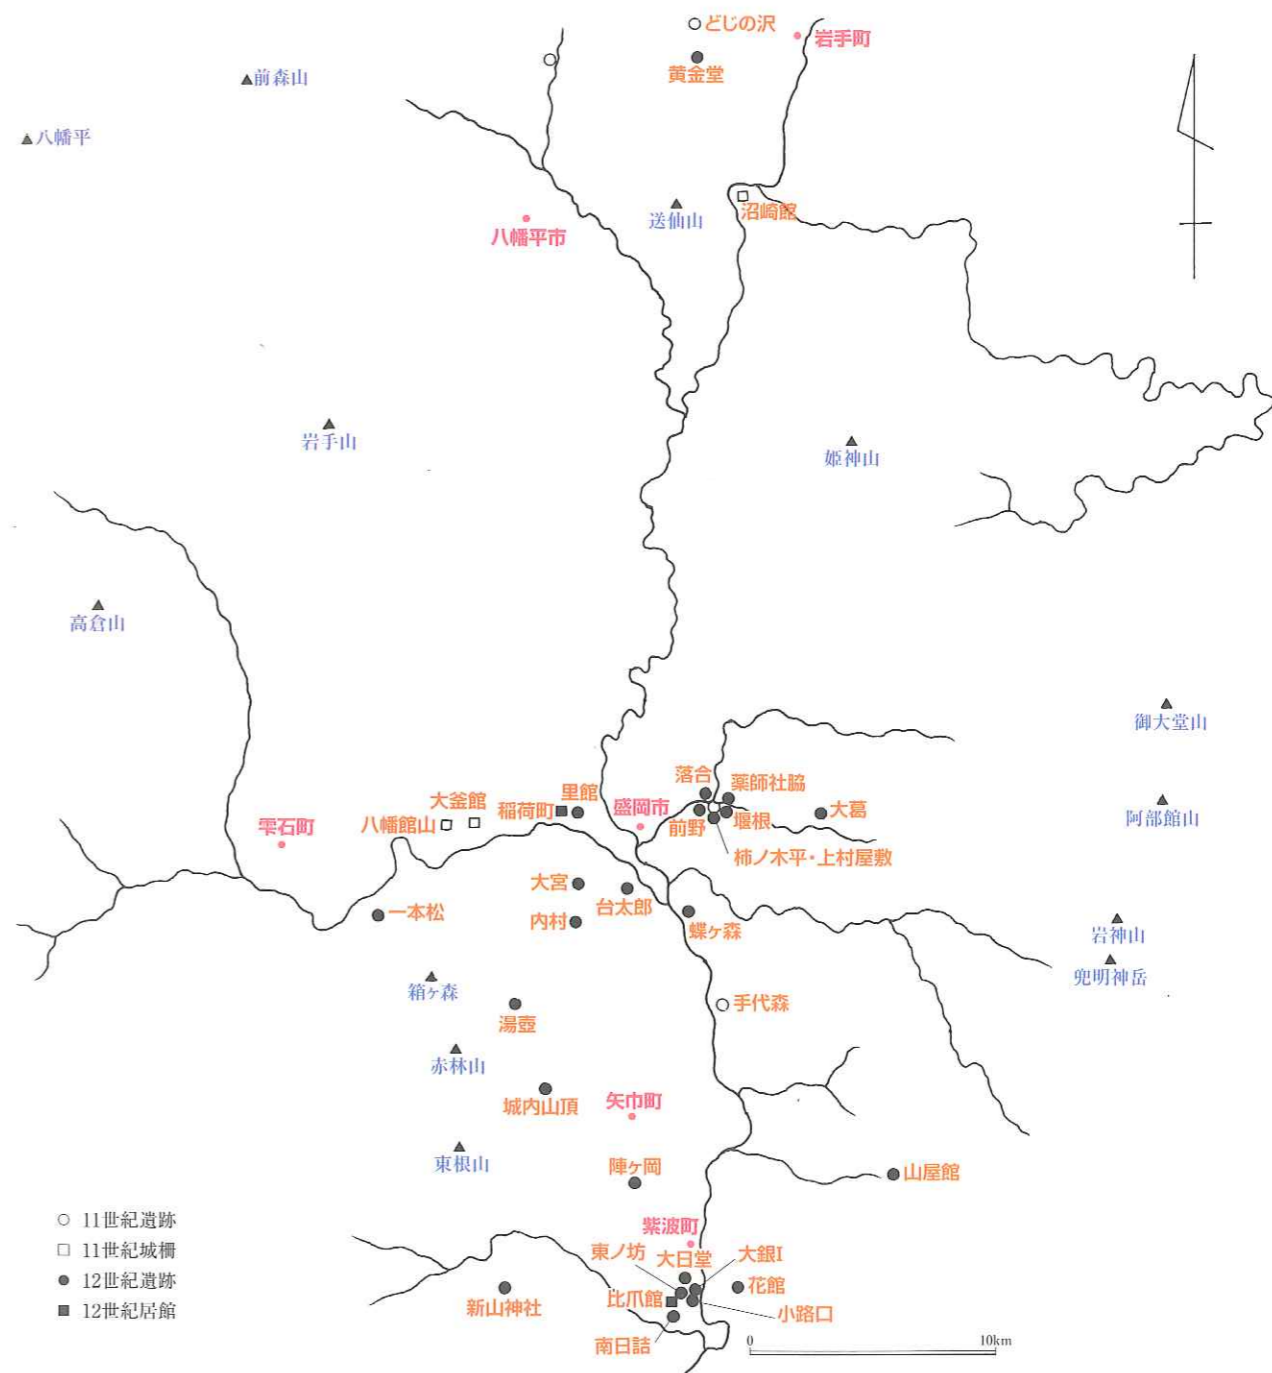 どじの沢
岩手町
黄金堂
前森山
八幡平
送仙山
沼崎館
八幡平市
岩手山
姫神山
高倉山
御大堂山
落合
薬師社脇
里館
大釜館
稲荷町
盛岡市
大葛
八幡館山
前野
堰根
阿部館山
雫石町
柿ノ木平・上村屋敷
大宮
台太郎
一本松
内村
蝶ヶ森
岩神山
兜明神岳
箱ヶ森
手代森
湯壺
赤林山
矢巾町
城内山頂
東根山
陣ヶ岡
山屋館
11世紀遺跡
紫波町
11世紀城柵
東ノ坊
大日堂
大銀I
12世紀遺跡
花館
比爪館
新山神社
小路口
12世紀居館
南日詰
0
10km